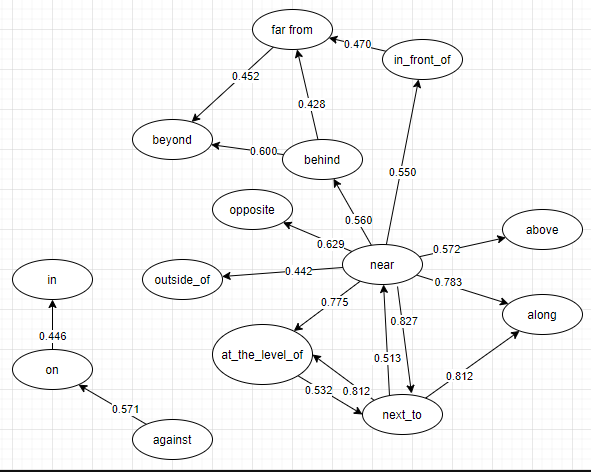 far from
0.470
in_front_of
0.452
0.428
beyond
0.600
behind
0.550
opposite
0.560
above
0.629
0.572
near
in
outside_of
0.442
0.783
0.775
along
0.827
0.446
at_the_level_of
0.513
on
0.532
0.812
0.812
0.571
next_to
against